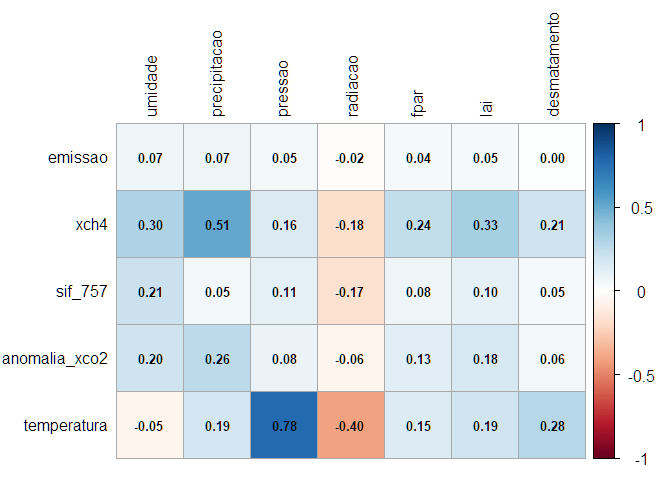 umidade precipitacao pressao radiacao fpar lai desmatamento
emissao 0.07 0.07 0.05 -0.02 0.04 0.05 0.00
xch4 0.30 0.51 0.16 -0.18 0.24 0.33 0.21
sif_757 0.21 0.05 0.11 -0.17 0.08 0.10 0.05
anomalia_xco2 0.20 0.26 0.08 -0.06 0.13 0.18 0.06
temperatura -0.05 0.19 0.78 -0.40 0.15 0.19 0.28
1
0.5
0
-0.5
-1